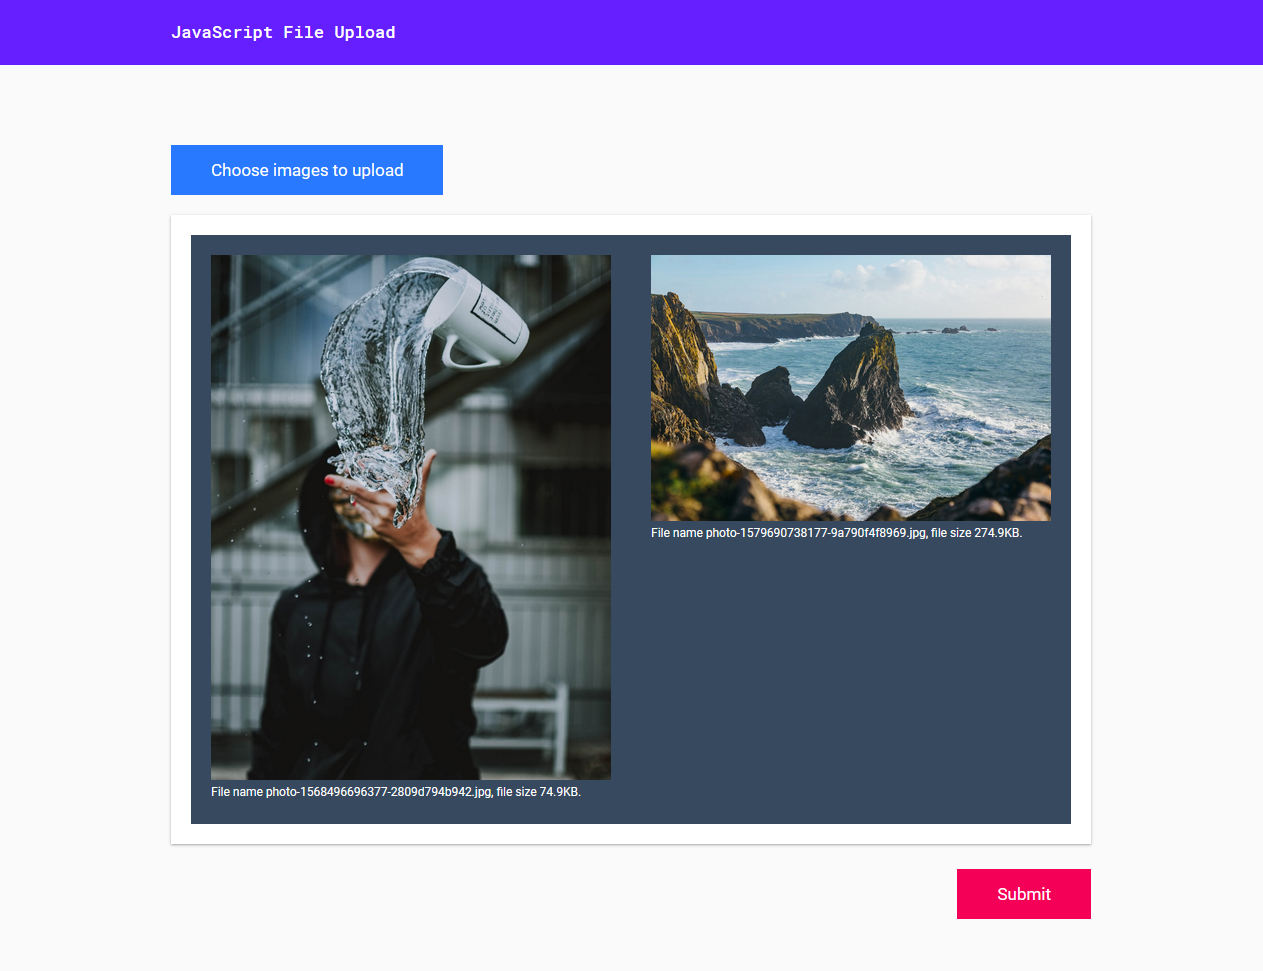 JavaScript File Upload
Choose images to upload
File name photo-1568496696377-2809d794b942.jpg, file size 74.9KB.
File name photo-1579690738177-9a790f4f8969.jpg, file size 274.9KB.
Submit